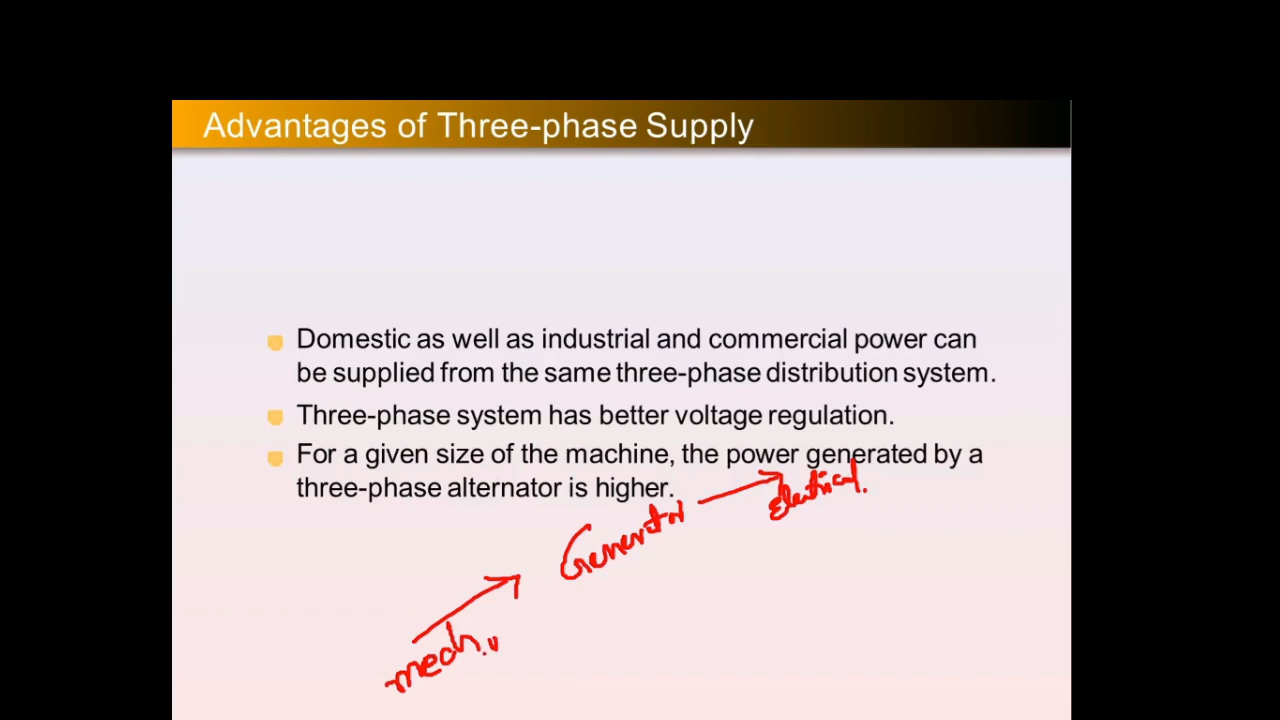 Advantages of Three-phase Supply
Domestic as well as industrial and commercial power can
be supplied from the same three-phase distribution system.
Three-phase system has better voltage regulation.
For a given size of the machine, the power generated by a
three-phase alternator is higher.
Electrical.
Generator
mech.